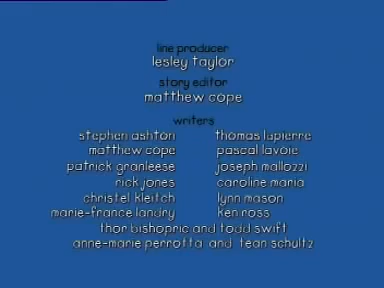 line producer
lesley taylor
story editor
matthew cope
writers
stephen ashton thomas lapierre
matthew cope pascal lavoie
patrick granleese joseph mallozzi
rick jones caroline maria
christel kleitch lynn mason
marie-france landry ken ross
thor bishopric and todd swift
anne-marie perrotta and tean schultz